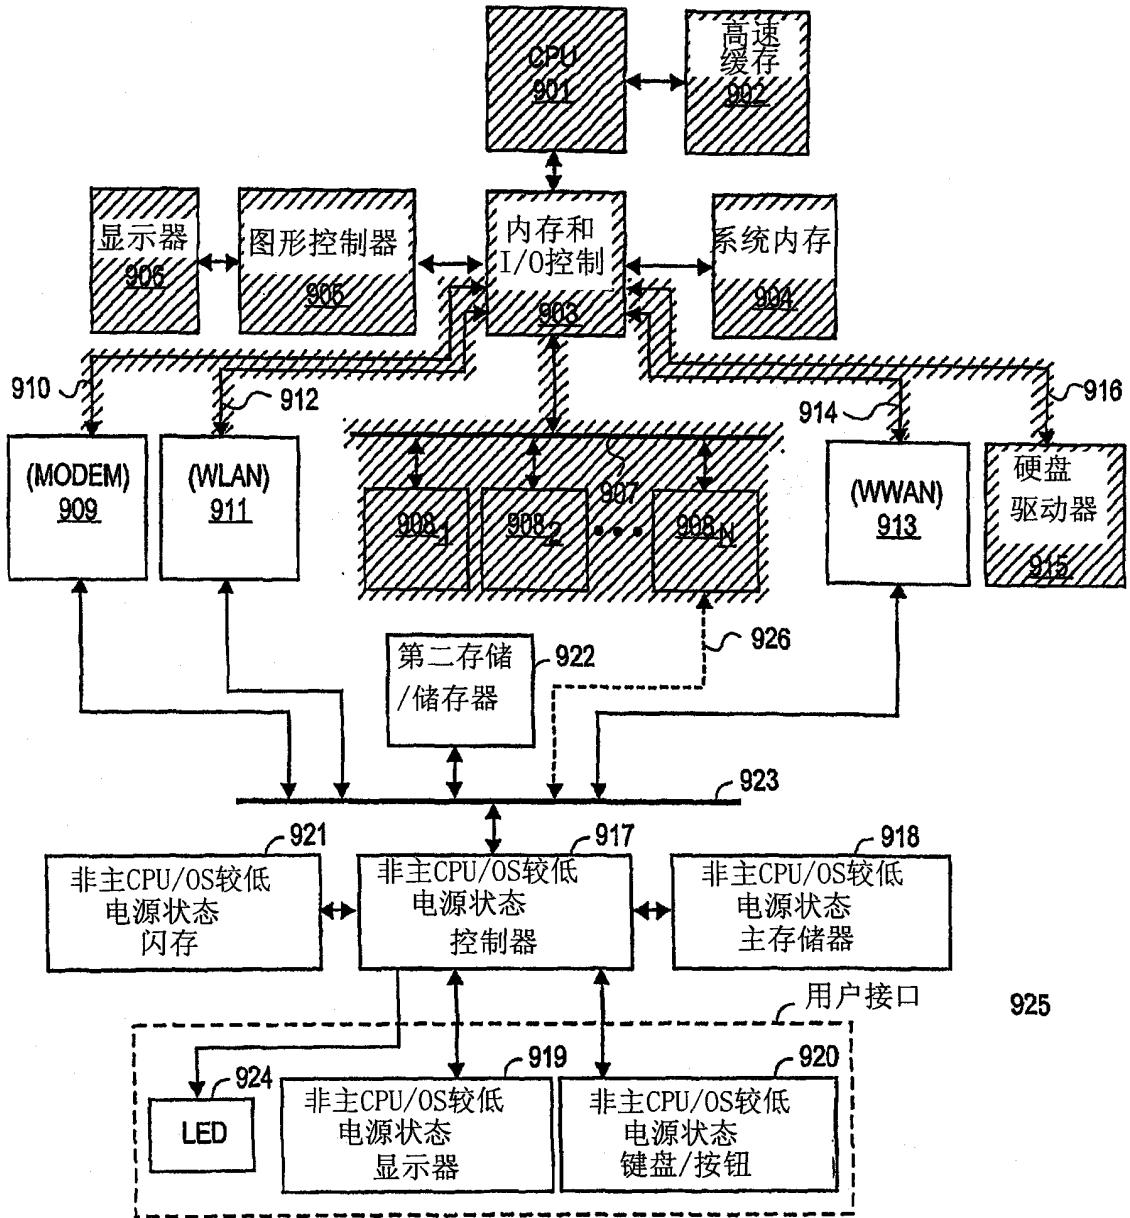 CPU
901
高速
缓存
902
显示器
906
图形控制器
905
内存和
I/O控制
903
系统内存
904
910
912
914
916
(MODEM)
909
(WLAN)
911
907
908 1
908 2
908 N
(WWAN)
913
硬盘
驱动器
915
926
第二存储
/储存器
922
923
921
917
918
非主CPU/OS较低
电源状态
闪存
非主CPU/OS较低
电源状态
控制器
非主CPU/OS较低
电源状态
主存储器
用户接口
925
924
LED
919
非主CPU/OS较低
电源状态
显示器
920
非主CPU/OS较低
电源状态
键盘/按钮